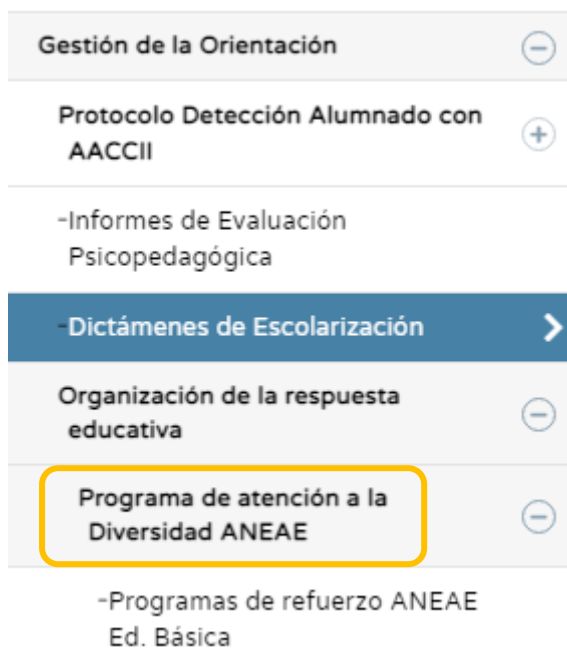 Gestión de la Orientación
Protocolo Detección Alumnado con
AACCII
-Informes de Evaluación
Psicopedagógica
-Dictámenes de Escolarización
Organización de la respuesta
educativa
Programa de atención a la
Diversidad ANEAE
-Programas de refuerzo ANEAE
Ed. Básica